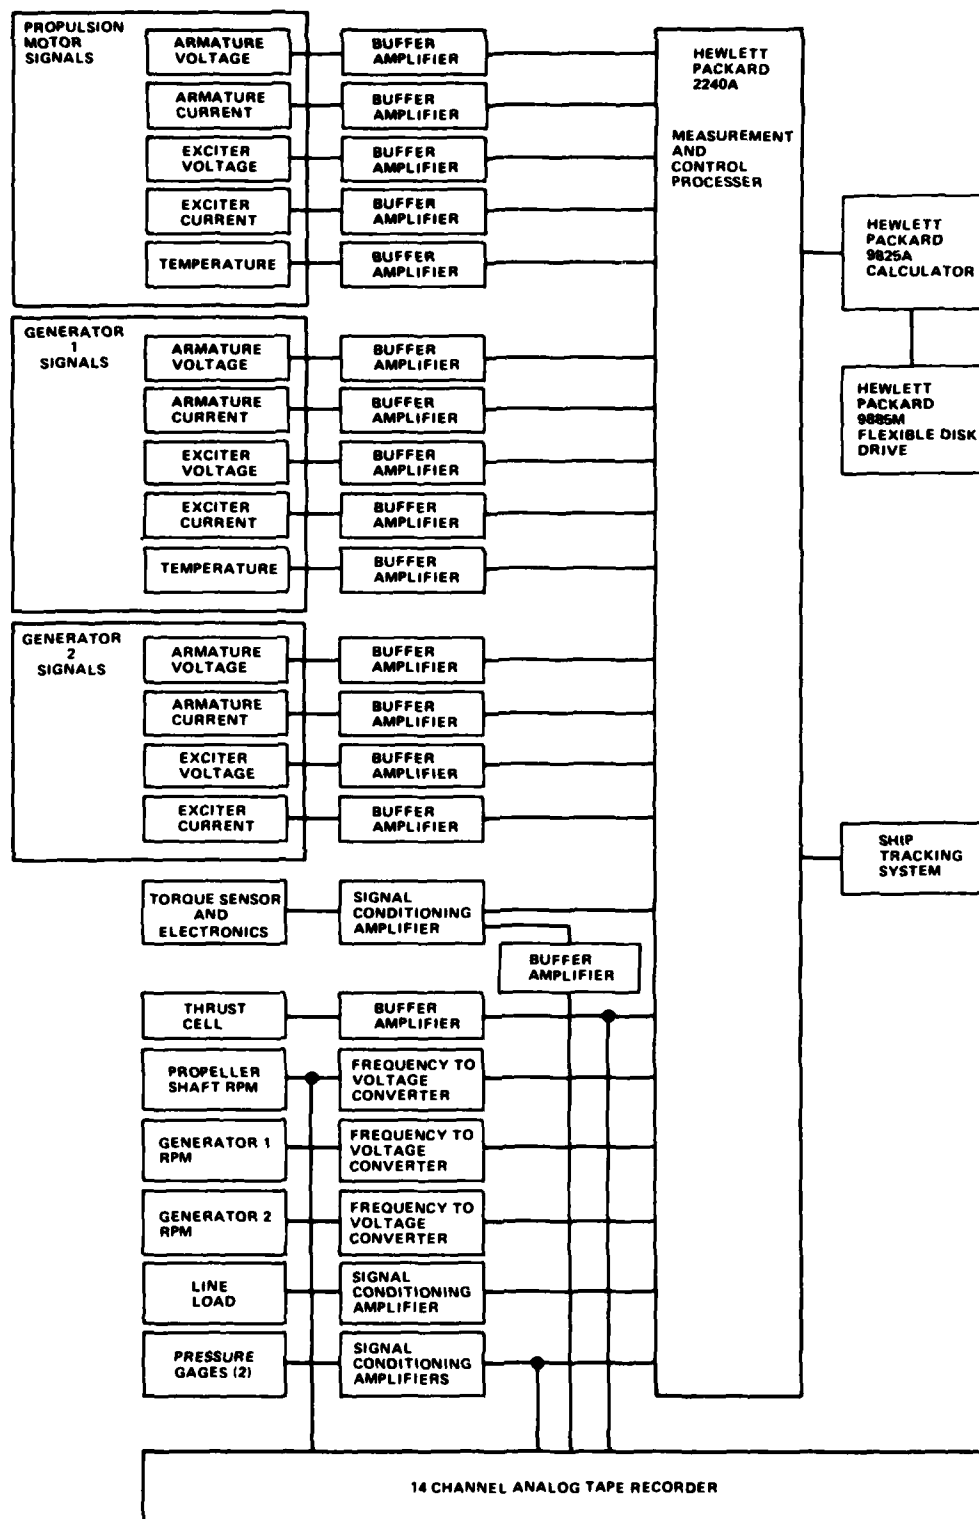 PROPULSION
MOTOR
SIGNALS
ARMATURE
VOLTAGE
BUFFER
AMPLIFIER
ARMATURE
CURRENT
BUFFER
AMPLIFIER
EXCITER
VOLTAGE
BUFFER
AMPLIFIER
EXCITER
CURRENT
BUFFER
AMPLIFIER
TEMPERATURE
BUFFER
AMPLIFIER
HEWLETT
PACKARD
2240A
MEASUREMENT
AND
CONTROL
PROCESSER
HEWLETT
PACKARD
9825A
CALCULATOR
HEWLETT
PACKARD
9885M
FLEXIBLE DISK
DRIVE
GENERATOR
1
SIGNALS
ARMATURE
VOLTAGE
BUFFER
AMPLIFIER
ARMATURE
CURRENT
BUFFER
AMPLIFIER
EXCITER
VOLTAGE
BUFFER
AMPLIFIER
EXCITER
CURRENT
BUFFER
AMPLIFIER
TEMPERATURE
BUFFER
AMPLIFIER
GENERATOR
2
SIGNALS
ARMATURE
VOLTAGE
BUFFER
AMPLIFIER
ARMATURE
CURRENT
BUFFER
AMPLIFIER
EXCITER
VOLTAGE
BUFFER
AMPLIFIER
EXCITER
CURRENT
BUFFER
AMPLIFIER
SHIP
TRACKING
SYSTEM
TORQUE SENSOR
AND
ELECTRONICS
SIGNAL
CONDITIONING
AMPLIFIER
BUFFER
AMPLIFIER
THRUST
CELL
BUFFER
AMPLIFIER
PROPELLER
SHAFT RPM
FREQUENCY TO
VOLTAGE
CONVERTER
GENERATOR 1
RPM
FREQUENCY TO
VOLTAGE
CONVERTER
GENERATOR 2
RPM
FREQUENCY TO
VOLTAGE
CONVERTER
LINE
LOAD
SIGNAL
CONDITIONING
AMPLIFIER
PRESSURE
GAGES (2)
SIGNAL
CONDITIONING
AMPLIFIERS
14 CHANNEL ANALOG TAPE RECORDER